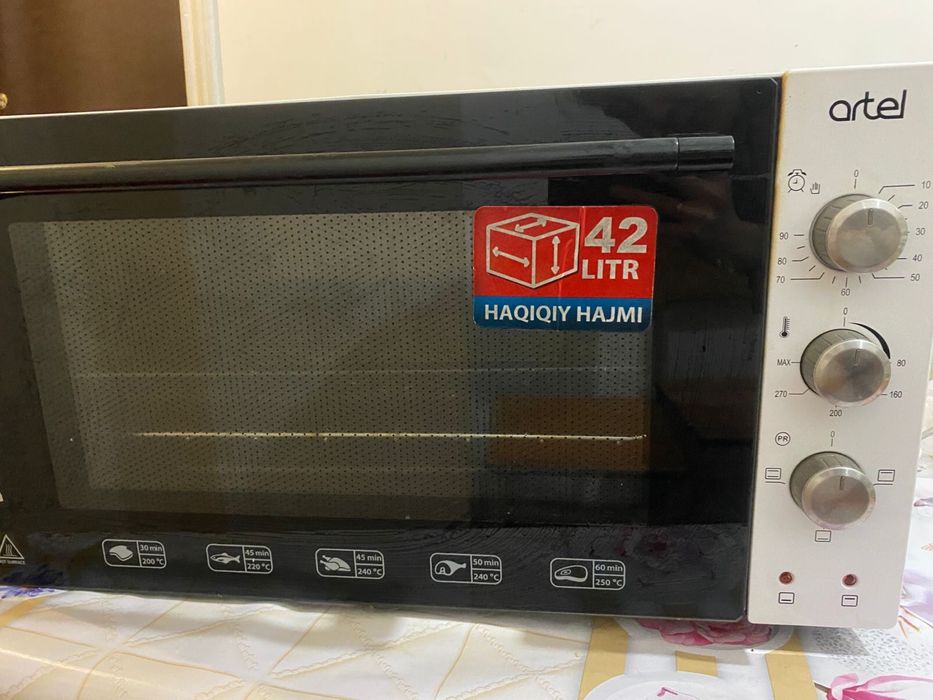 artel
42
LITR
HAQIQIY HAJMI
0
10
20
30
40
50
60
70
80
90
0
80
160
200
270
MAX
PR
0
30 min
200 °C
45 min
220 °C
45 min
240 °C
50 min
240 °C
60 min
250 °C